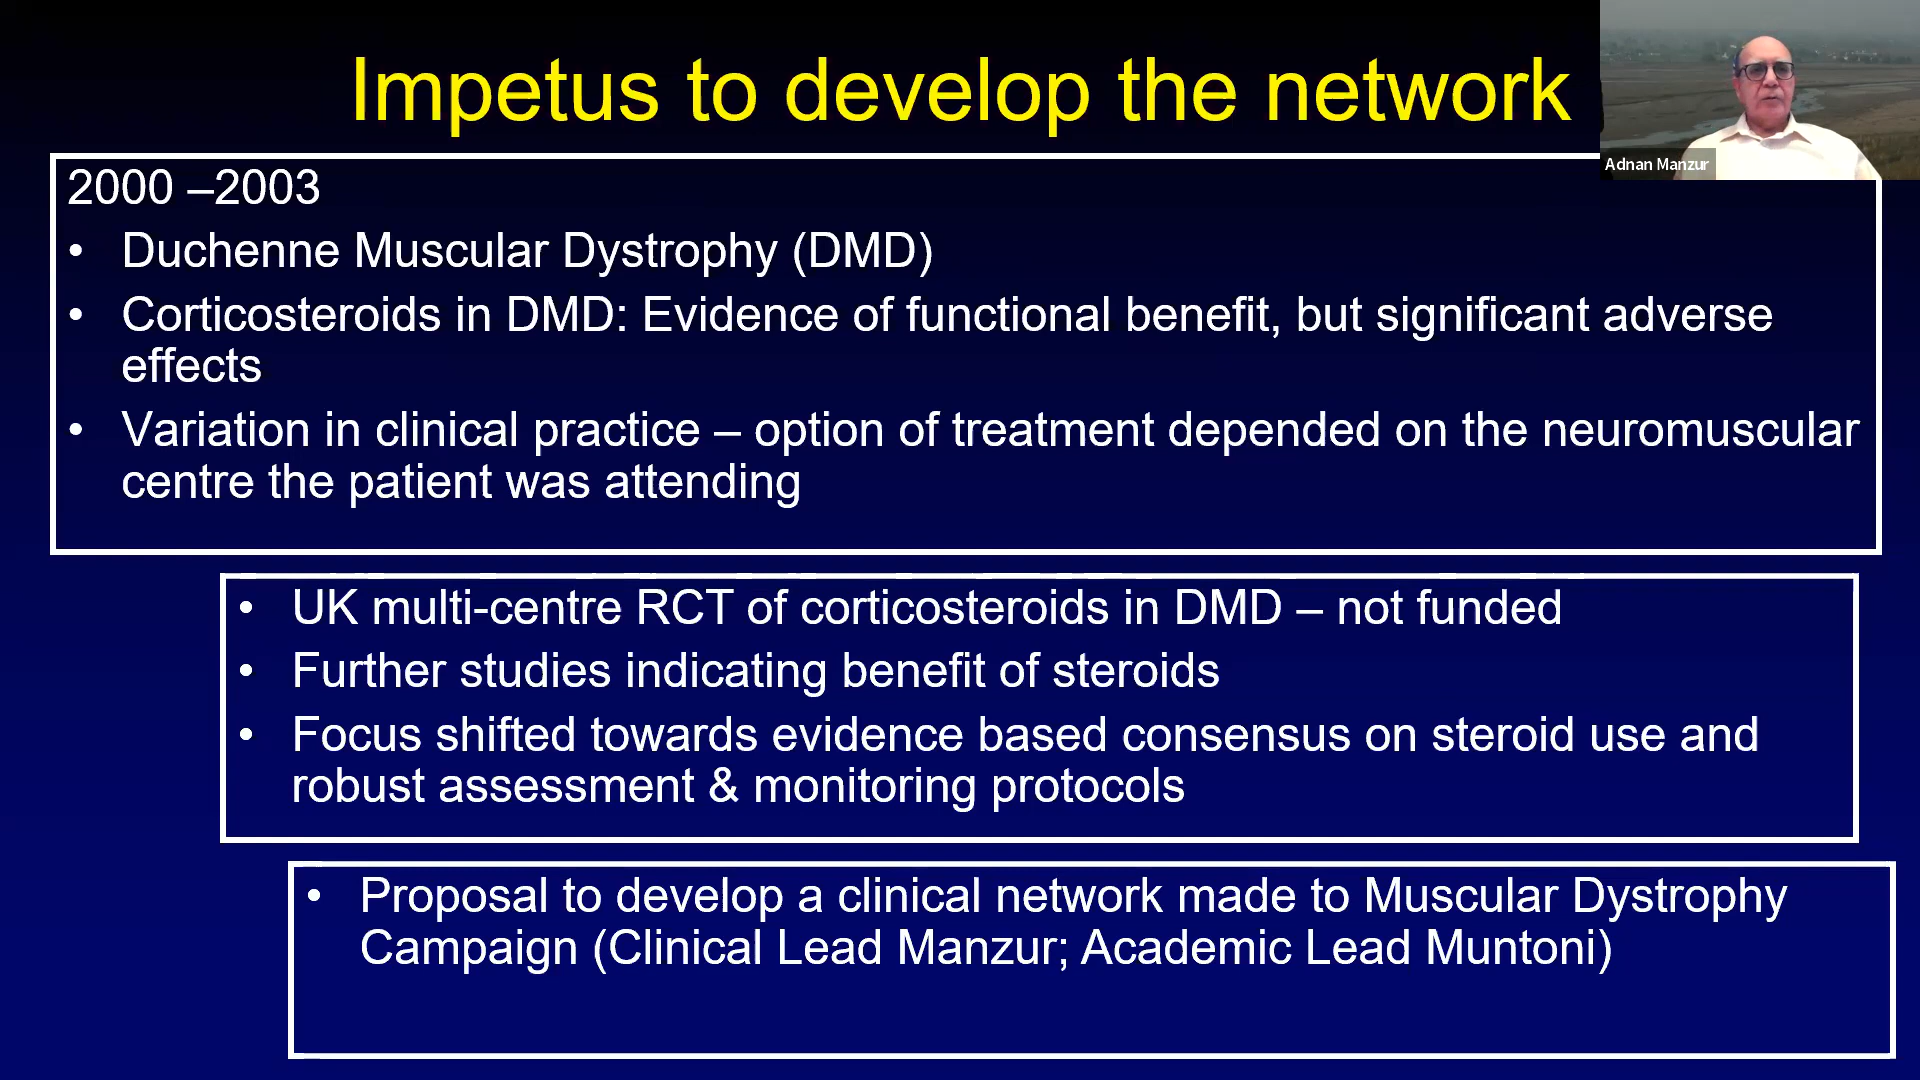 Impetus to develop the network
Adnan Manzur
2000 –2003
• Duchenne Muscular Dystrophy (DMD)
• Corticosteroids in DMD: Evidence of functional benefit, but significant adverse
effects
• Variation in clinical practice – option of treatment depended on the neuromuscular
centre the patient was attending
• UK multi-centre RCT of corticosteroids in DMD – not funded
• Further studies indicating benefit of steroids
• Focus shifted towards evidence based consensus on steroid use and
robust assessment & monitoring protocols
• Proposal to develop a clinical network made to Muscular Dystrophy
Campaign (Clinical Lead Manzur; Academic Lead Muntoni)